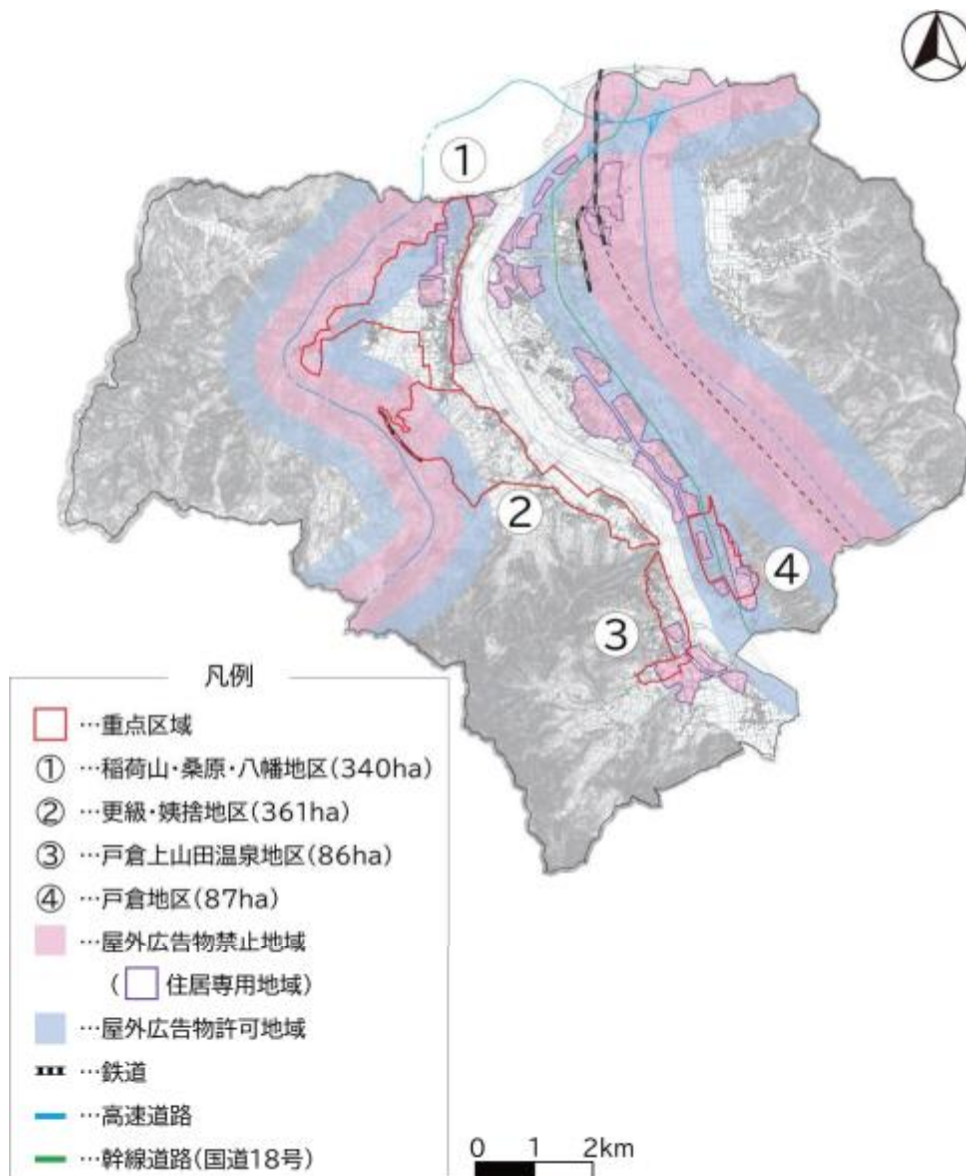 ①
②
③
④
凡例
…重点区域
① …稲荷山・桑原・八幡地区(340ha)
② …更級・姨捨地区(361ha)
③ …戸倉上山田温泉地区(86ha)
④ …戸倉地区(87ha)
…屋外広告物禁止地域
( 住居専用地域)
…屋外広告物許可地域
…鉄道
…高速道路
…幹線道路(国道18号)
0 1 2km